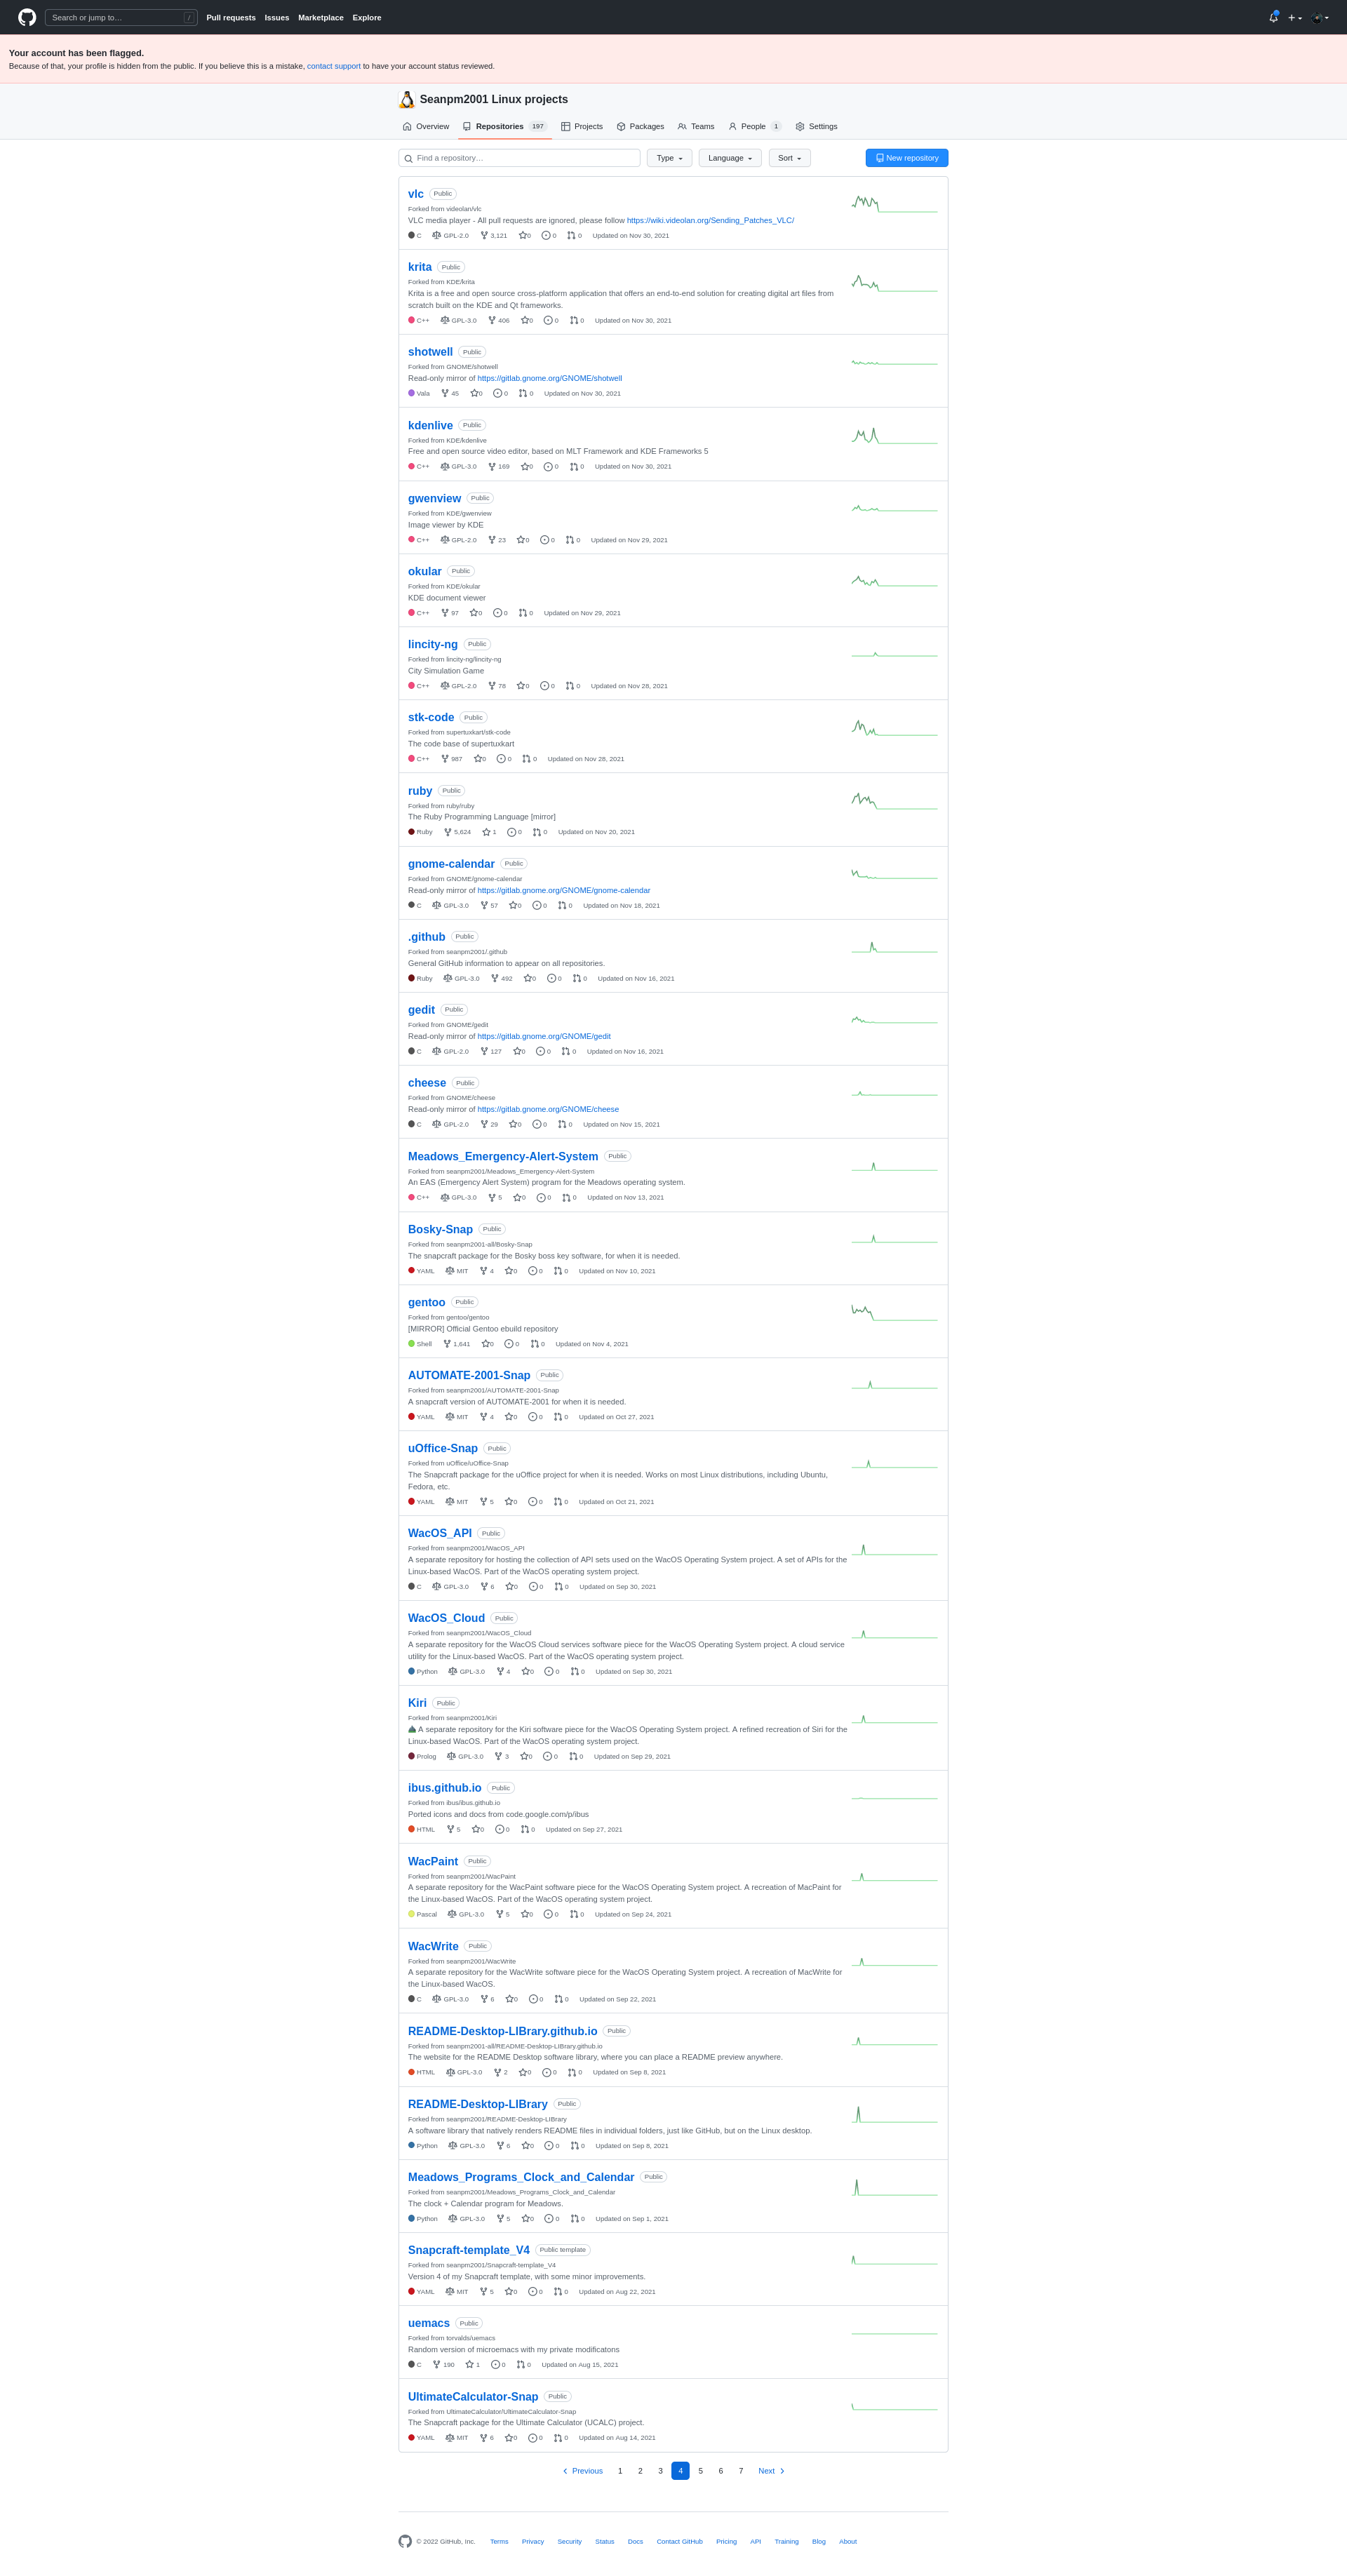 Search or jump to… /
Pull requests Issues Marketplace Explore
Your account has been flagged.
Because of that, your profile is hidden from the public. If you believe this is a mistake, contact support to have your account status reviewed.
Seanpm2001 Linux projects
Overview Repositories 197 Projects Packages Teams People 1 Settings
Find a repository… Type Language Sort New repository
vlc Public
Forked from videolan/vlc
VLC media player - All pull requests are ignored, please follow https://wiki.videolan.org/Sending_Patches_VLC/
C GPL-2.0 3,121 0 0 0 Updated on Nov 30, 2021
krita Public
Forked from KDE/krita
Krita is a free and open source cross-platform application that offers an end-to-end solution for creating digital art files from
scratch built on the KDE and Qt frameworks.
C++ GPL-3.0 406 0 0 0 Updated on Nov 30, 2021
shotwell Public
Forked from GNOME/shotwell
Read-only mirror of https://gitlab.gnome.org/GNOME/shotwell
Vala 45 0 0 0 Updated on Nov 30, 2021
kdenlive Public
Forked from KDE/kdenlive
Free and open source video editor, based on MLT Framework and KDE Frameworks 5
C++ GPL-3.0 169 0 0 0 Updated on Nov 30, 2021
gwenview Public
Forked from KDE/gwenview
Image viewer by KDE
C++ GPL-2.0 23 0 0 0 Updated on Nov 29, 2021
okular Public
Forked from KDE/okular
KDE document viewer
C++ 97 0 0 0 Updated on Nov 29, 2021
lincity-ng Public
Forked from lincity-ng/lincity-ng
City Simulation Game
C++ GPL-2.0 78 0 0 0 Updated on Nov 28, 2021
stk-code Public
Forked from supertuxkart/stk-code
The code base of supertuxkart
C++ 987 0 0 0 Updated on Nov 28, 2021
ruby Public
Forked from ruby/ruby
The Ruby Programming Language [mirror]
Ruby 5,624 1 0 0 Updated on Nov 20, 2021
gnome-calendar Public
Forked from GNOME/gnome-calendar
Read-only mirror of https://gitlab.gnome.org/GNOME/gnome-calendar
C GPL-3.0 57 0 0 0 Updated on Nov 18, 2021
.github Public
Forked from seanpm2001/.github
General GitHub information to appear on all repositories.
Ruby GPL-3.0 492 0 0 0 Updated on Nov 16, 2021
gedit Public
Forked from GNOME/gedit
Read-only mirror of https://gitlab.gnome.org/GNOME/gedit
C GPL-2.0 127 0 0 0 Updated on Nov 16, 2021
cheese Public
Forked from GNOME/cheese
Read-only mirror of https://gitlab.gnome.org/GNOME/cheese
C GPL-2.0 29 0 0 0 Updated on Nov 15, 2021
Meadows_Emergency-Alert-System Public
Forked from seanpm2001/Meadows_Emergency-Alert-System
An EAS (Emergency Alert System) program for the Meadows operating system.
C++ GPL-3.0 5 0 0 0 Updated on Nov 13, 2021
Bosky-Snap Public
Forked from seanpm2001-all/Bosky-Snap
The snapcraft package for the Bosky boss key software, for when it is needed.
YAML MIT 4 0 0 0 Updated on Nov 10, 2021
gentoo Public
Forked from gentoo/gentoo
[MIRROR] Official Gentoo ebuild repository
Shell 1,641 0 0 0 Updated on Nov 4, 2021
AUTOMATE-2001-Snap Public
Forked from seanpm2001/AUTOMATE-2001-Snap
A snapcraft version of AUTOMATE-2001 for when it is needed.
YAML MIT 4 0 0 0 Updated on Oct 27, 2021
uOffice-Snap Public
Forked from uOffice/uOffice-Snap
The Snapcraft package for the uOffice project for when it is needed. Works on most Linux distributions, including Ubuntu,
Fedora, etc.
YAML MIT 5 0 0 0 Updated on Oct 21, 2021
WacOS_API Public
Forked from seanpm2001/WacOS_API
A separate repository for hosting the collection of API sets used on the WacOS Operating System project. A set of APIs for the
Linux-based WacOS. Part of the WacOS operating system project.
C GPL-3.0 6 0 0 0 Updated on Sep 30, 2021
WacOS_Cloud Public
Forked from seanpm2001/WacOS_Cloud
A separate repository for the WacOS Cloud services software piece for the WacOS Operating System project. A cloud service
utility for the Linux-based WacOS. Part of the WacOS operating system project.
Python GPL-3.0 4 0 0 0 Updated on Sep 30, 2021
Kiri Public
Forked from seanpm2001/Kiri
A separate repository for the Kiri software piece for the WacOS Operating System project. A refined recreation of Siri for the
Linux-based WacOS. Part of the WacOS operating system project.
Prolog GPL-3.0 3 0 0 0 Updated on Sep 29, 2021
ibus.github.io Public
Forked from ibus/ibus.github.io
Ported icons and docs from code.google.com/p/ibus
HTML 5 0 0 0 Updated on Sep 27, 2021
WacPaint Public
Forked from seanpm2001/WacPaint
A separate repository for the WacPaint software piece for the WacOS Operating System project. A recreation of MacPaint for
the Linux-based WacOS. Part of the WacOS operating system project.
Pascal GPL-3.0 5 0 0 0 Updated on Sep 24, 2021
WacWrite Public
Forked from seanpm2001/WacWrite
A separate repository for the WacWrite software piece for the WacOS Operating System project. A recreation of MacWrite for
the Linux-based WacOS.
C GPL-3.0 6 0 0 0 Updated on Sep 22, 2021
README-Desktop-LIBrary.github.io Public
Forked from seanpm2001-all/README-Desktop-LIBrary.github.io
The website for the README Desktop software library, where you can place a README preview anywhere.
HTML GPL-3.0 2 0 0 0 Updated on Sep 8, 2021
README-Desktop-LIBrary Public
Forked from seanpm2001/README-Desktop-LIBrary
A software library that natively renders README files in individual folders, just like GitHub, but on the Linux desktop.
Python GPL-3.0 6 0 0 0 Updated on Sep 8, 2021
Meadows_Programs_Clock_and_Calendar Public
Forked from seanpm2001/Meadows_Programs_Clock_and_Calendar
The clock + Calendar program for Meadows.
Python GPL-3.0 5 0 0 0 Updated on Sep 1, 2021
Snapcraft-template_V4 Public template
Forked from seanpm2001/Snapcraft-template_V4
Version 4 of my Snapcraft template, with some minor improvements.
YAML MIT 5 0 0 0 Updated on Aug 22, 2021
uemacs Public
Forked from torvalds/uemacs
Random version of microemacs with my private modificatons
C 190 1 0 0 Updated on Aug 15, 2021
UltimateCalculator-Snap Public
Forked from UltimateCalculator/UltimateCalculator-Snap
The Snapcraft package for the Ultimate Calculator (UCALC) project.
YAML MIT 6 0 0 0 Updated on Aug 14, 2021
Previous 1 2 3 4 5 6 7 Next
© 2022 GitHub, Inc. Terms Privacy Security Status Docs Contact GitHub Pricing API Training Blog About